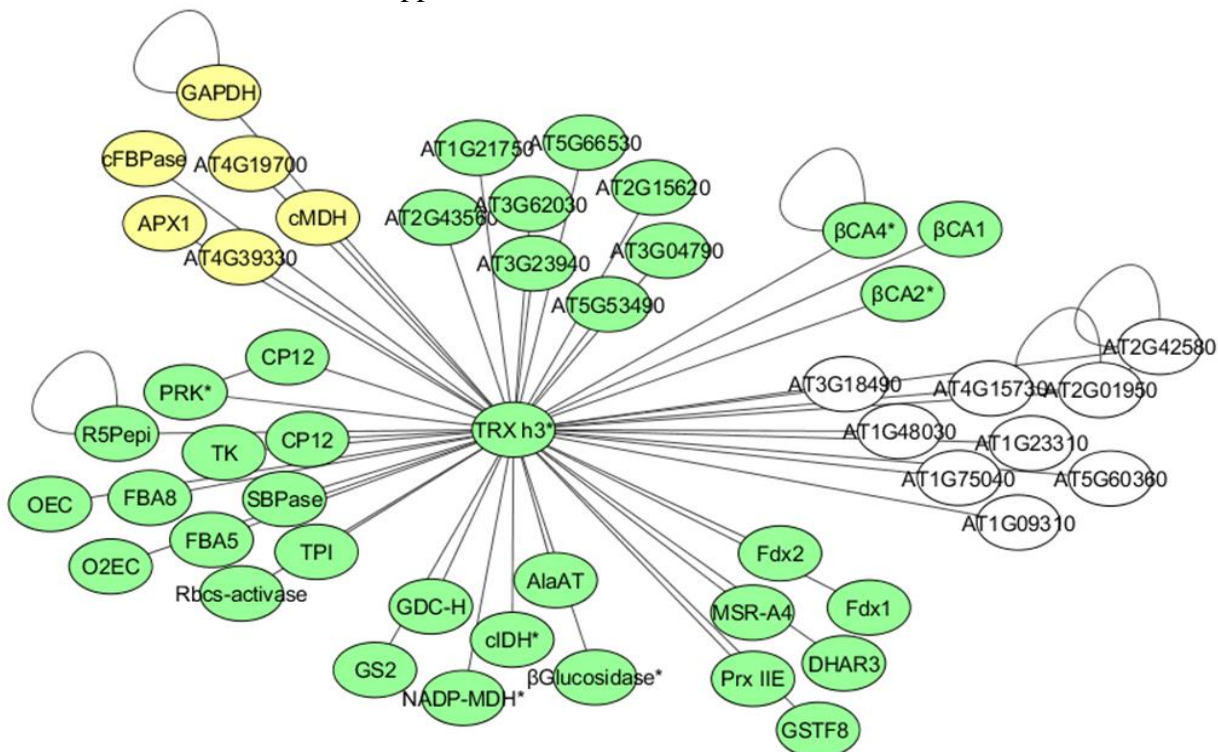 GAPDH
cFBPase
AT4G19700
APX1
cMDH
AT4G39330
AT1G21750
AT5G66530
AT2G15620
AT2G43560
AT3G62030
AT3G04790
AT3G23940
AT5G53490
βCA4*
βCA1
βCA2*
AT2G42580
AT3G18490
AT4G15730
AT2G01950
AT1G48030
AT1G23310
AT1G75040
AT5G60360
AT1G09310
CP12
PRK*
R5Pepi
TRX h3*
TK
CP12
OEC
FBA8
SBPase
O2EC
FBA5
TPI
Rbcs-activase
GDC-H
AlaAT
cIDH*
GS2
NADP-MDH*
βGlucosidase*
Fdx2
MSR-A4
Fdx1
Prx IIE
DHAR3
GSTF8